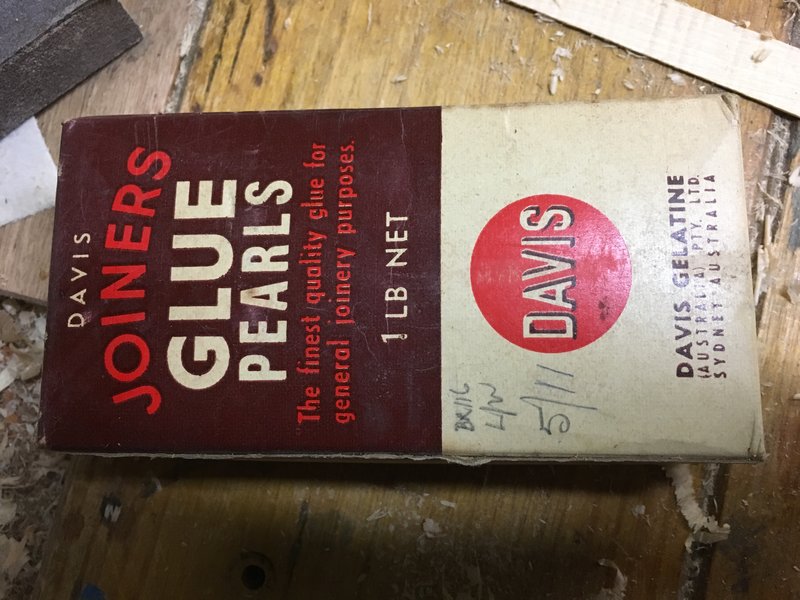 DAVIS
JOINERS
GLUE
PEARLS
The finest quality glue for
general joinery purposes.
1 LB NET
DAVIS
5/11
DAVIS GELATINE
(AUSTRALIA) PTY. LTD.
SYDNEY AUSTRALIA